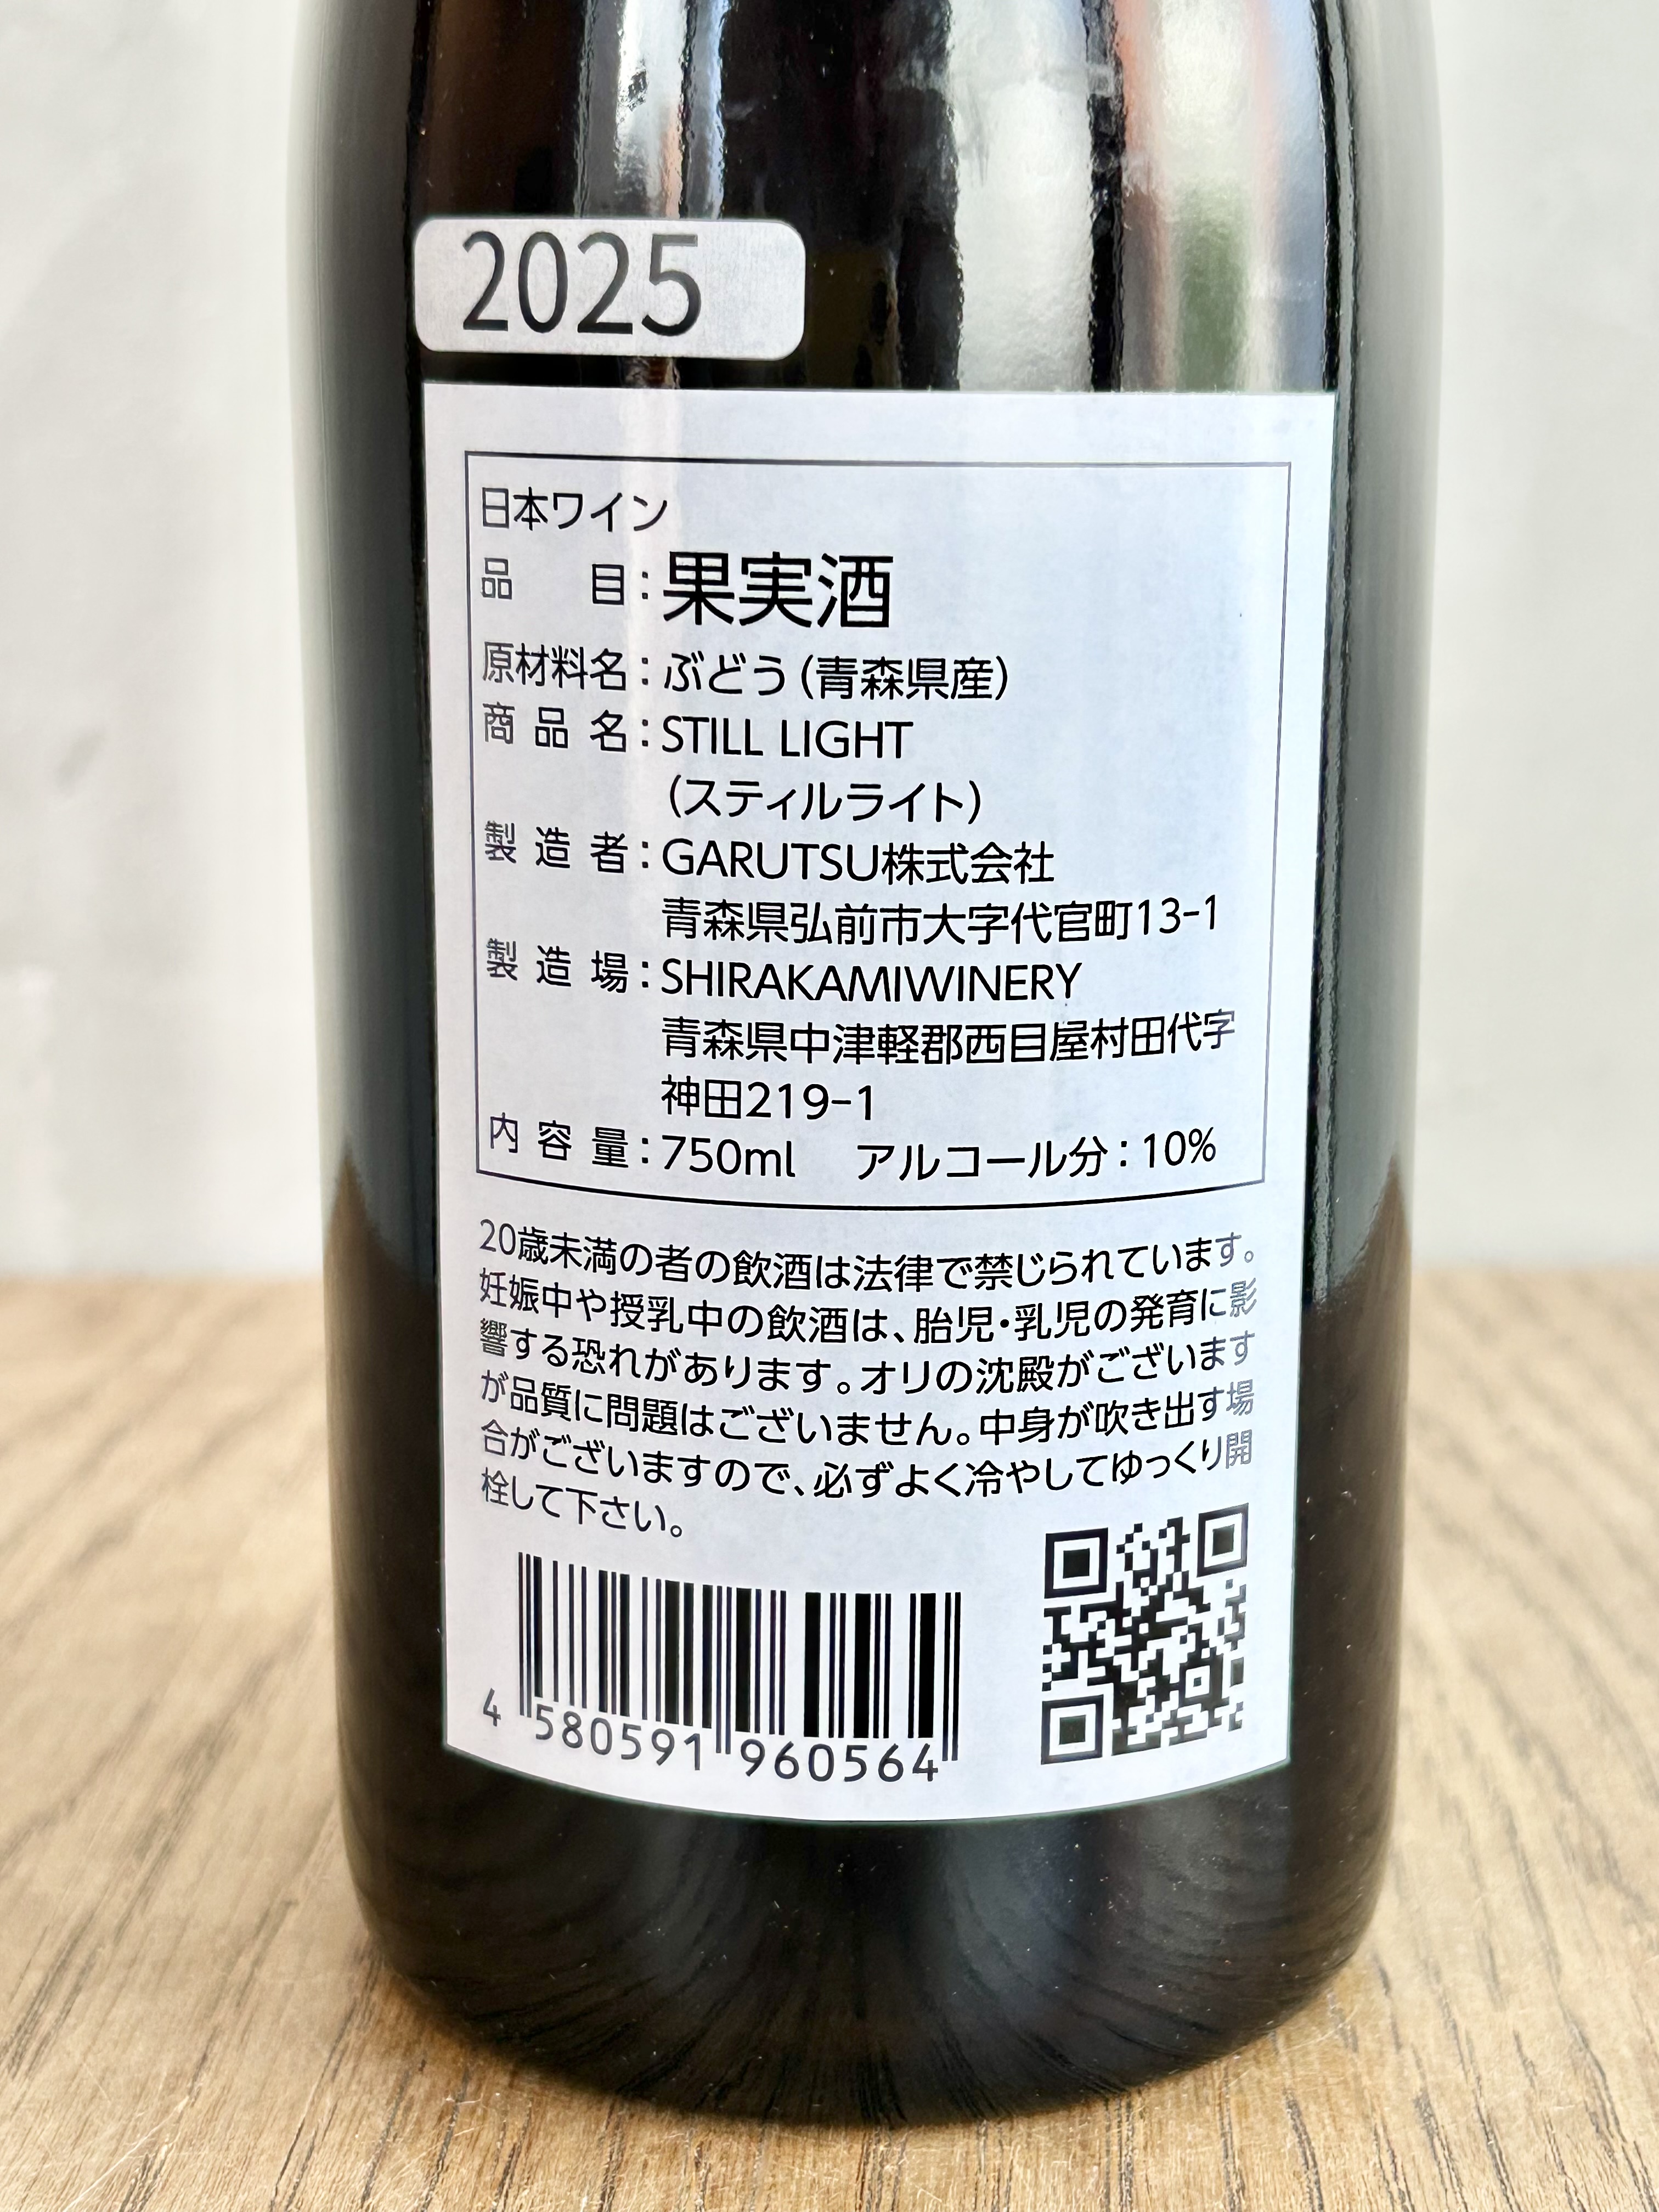 2025
日本ワイン
品　　目：果実酒
原材料名：ぶどう（青森県産）
商 品 名：STILL LIGHT
（スティルライト）
製 造 者：GARUTSU株式会社
青森県弘前市大字代官町13-1
製 造 場：SHIRAKAMIWINERY
青森県中津軽郡西目屋村田代字
神田219-1
内 容 量：750ml　アルコール分：10%
20歳未満の者の飲酒は法律で禁じられています。
妊娠中や授乳中の飲酒は、胎児・乳児の発育に影
響する恐れがあります。オリの沈殿がございます
が品質に問題はございません。中身が吹き出す場
合がございますので、必ずよく冷やしてゆっくり開
栓して下さい。
4 580591 960564